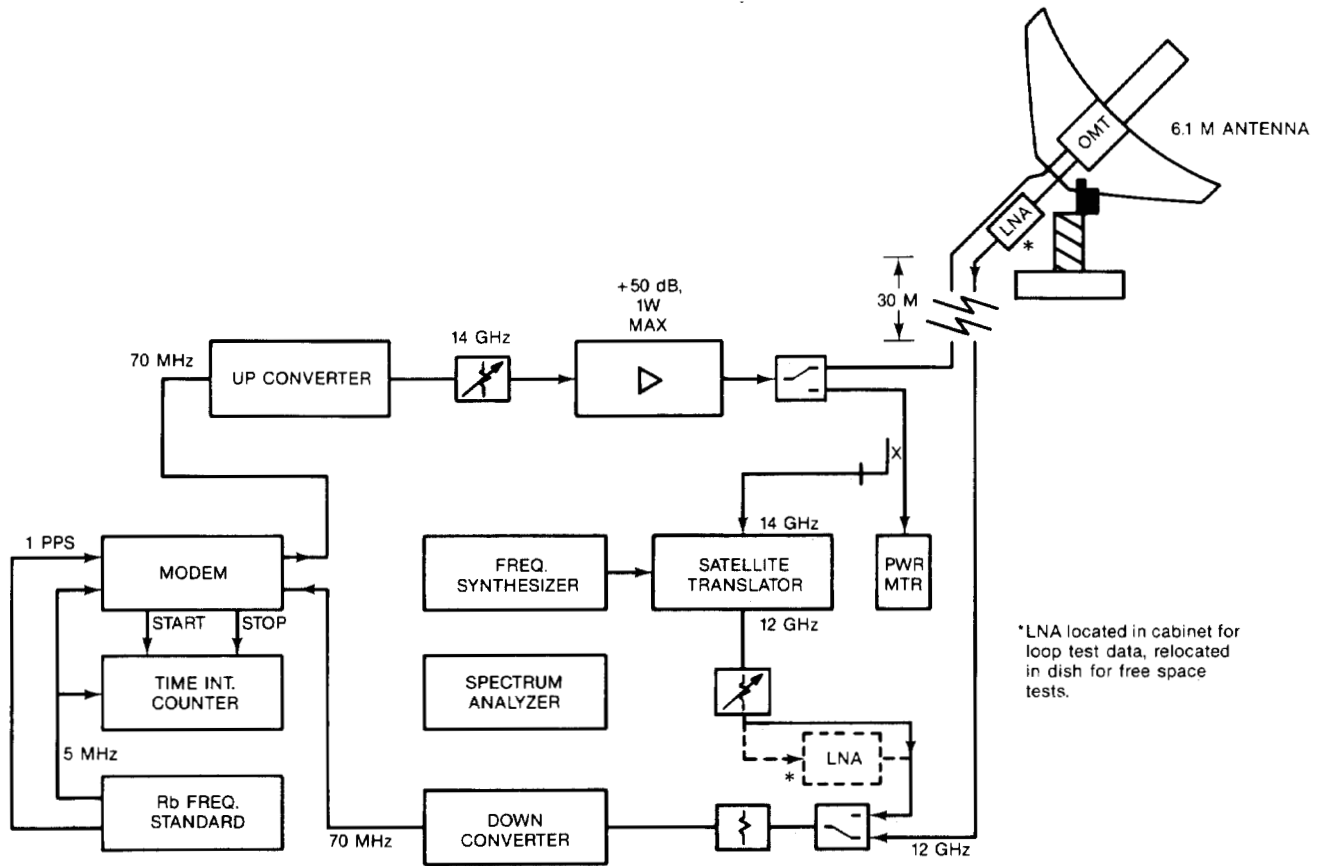 OMT
6.1 M ANTENNA
LNA
*
30 M
+50 dB,
1W
MAX
14 GHz
70 MHz
UP CONVERTER
X
1 PPS
MODEM
START
STOP
TIME INT.
COUNTER
5 MHz
Rb FREQ.
STANDARD
FREQ.
SYNTHESIZER
14 GHz
SATELLITE
TRANSLATOR
12 GHz
PWR
MTR
SPECTRUM
ANALYZER
LNA
*
*LNA located in cabinet for
loop test data, relocated
in dish for free space
tests.
70 MHz
DOWN
CONVERTER
12 GHz